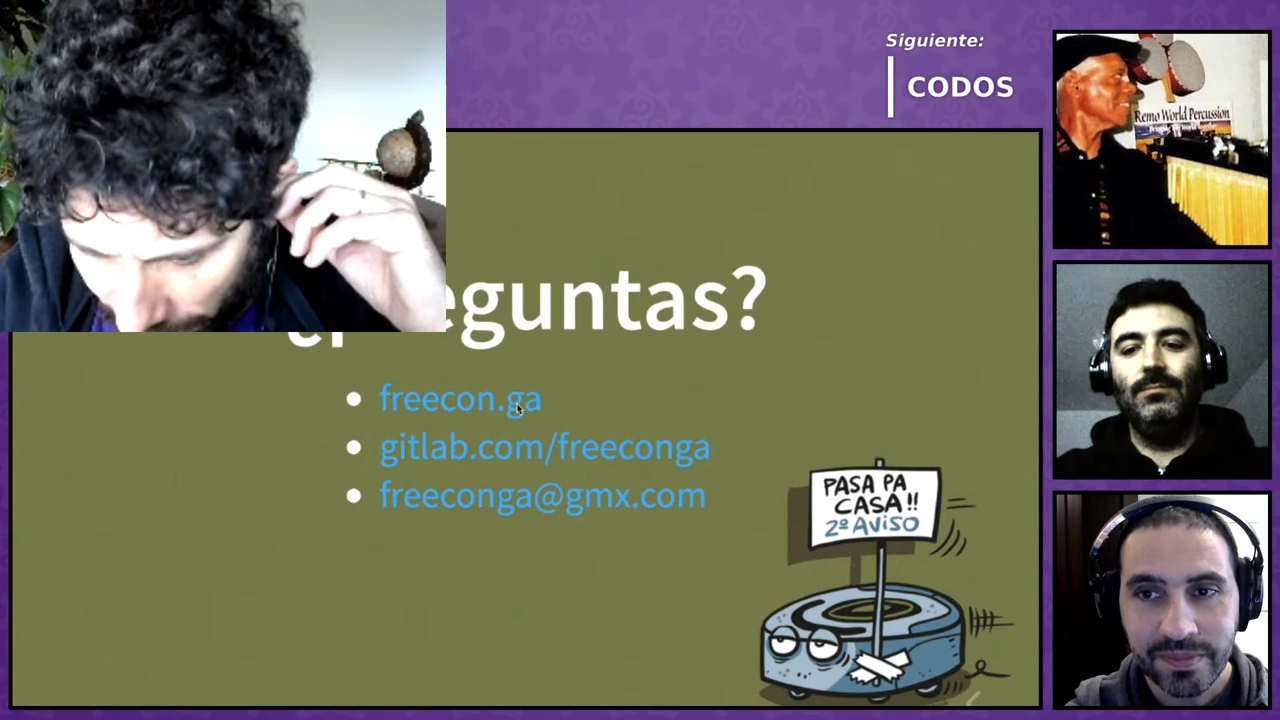 Siguiente:
CODOS
Remo World Percussion
eguntas?
freecon.ga
gitlab.com/freeconga
freeconga@gmx.com
PASA PA
CASA!!
2º AViSO